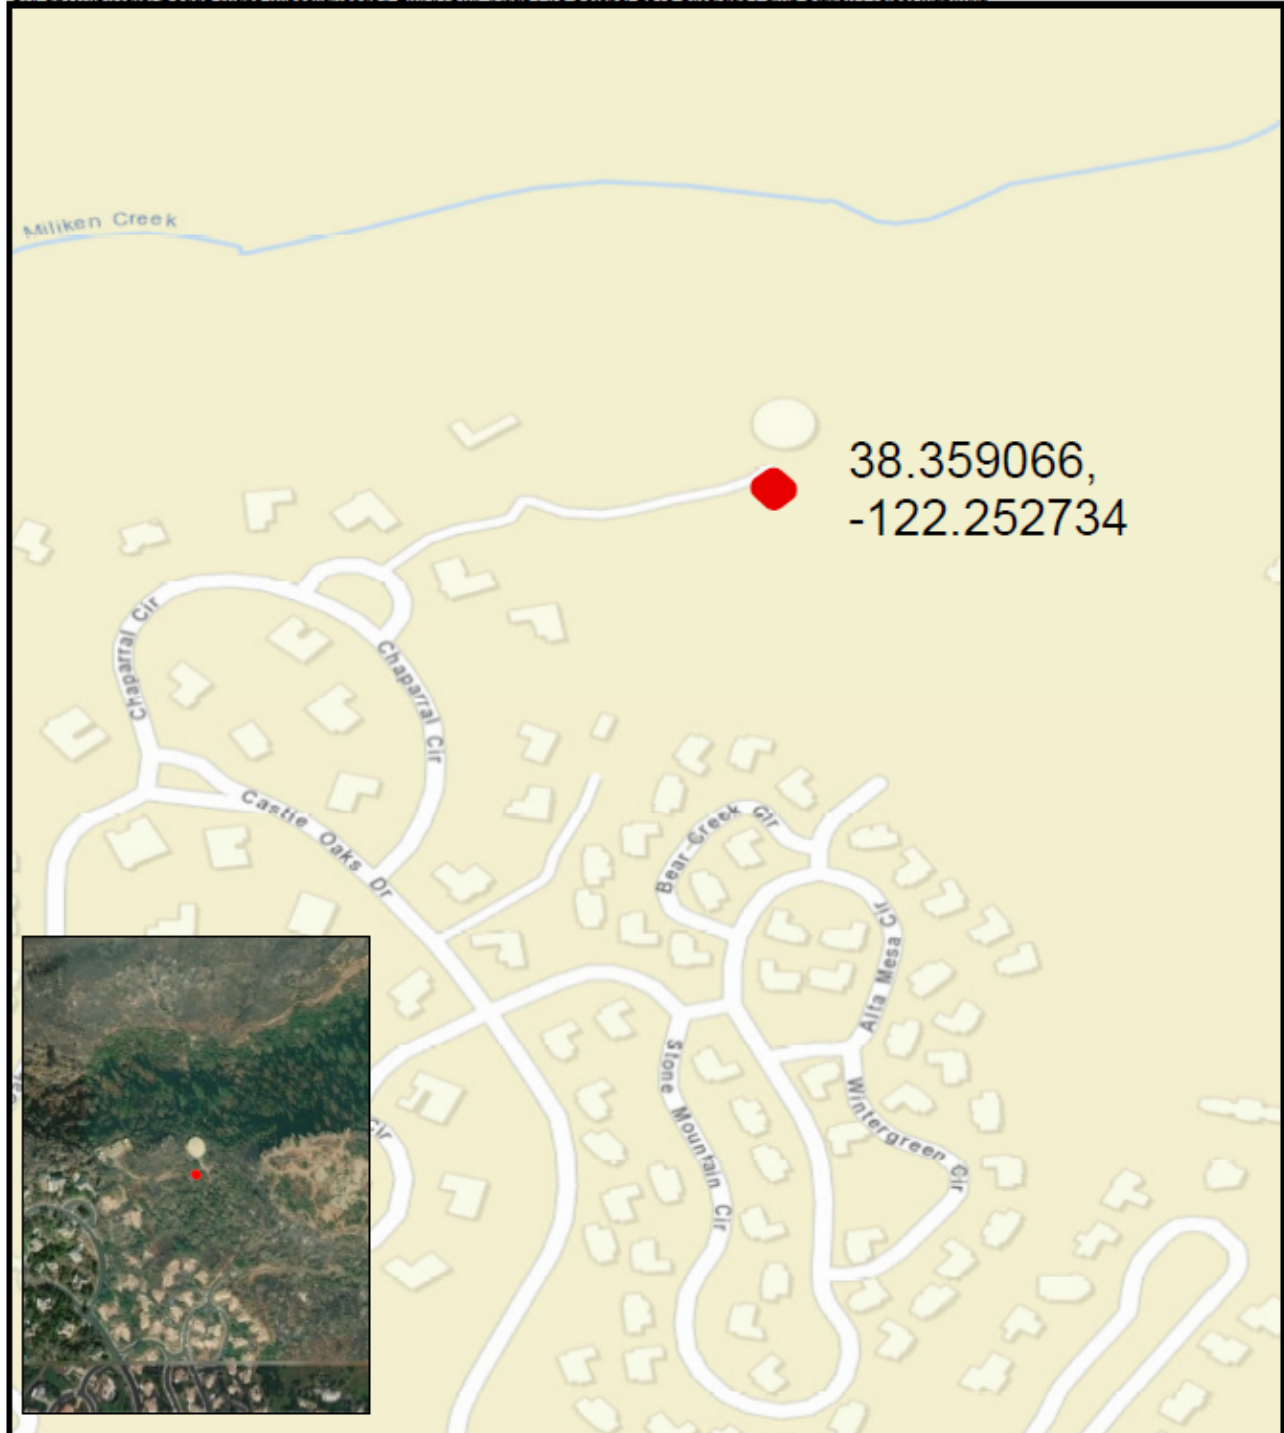 Miliken Creek
38.359066,
-122.252734
Chaparral Cir
Chaparral Cir
Castle Oaks Dr
Bear Creek Cir
Alta Mesa Cir
Stone Mountain Cir
Wintergreen Cir
Cir